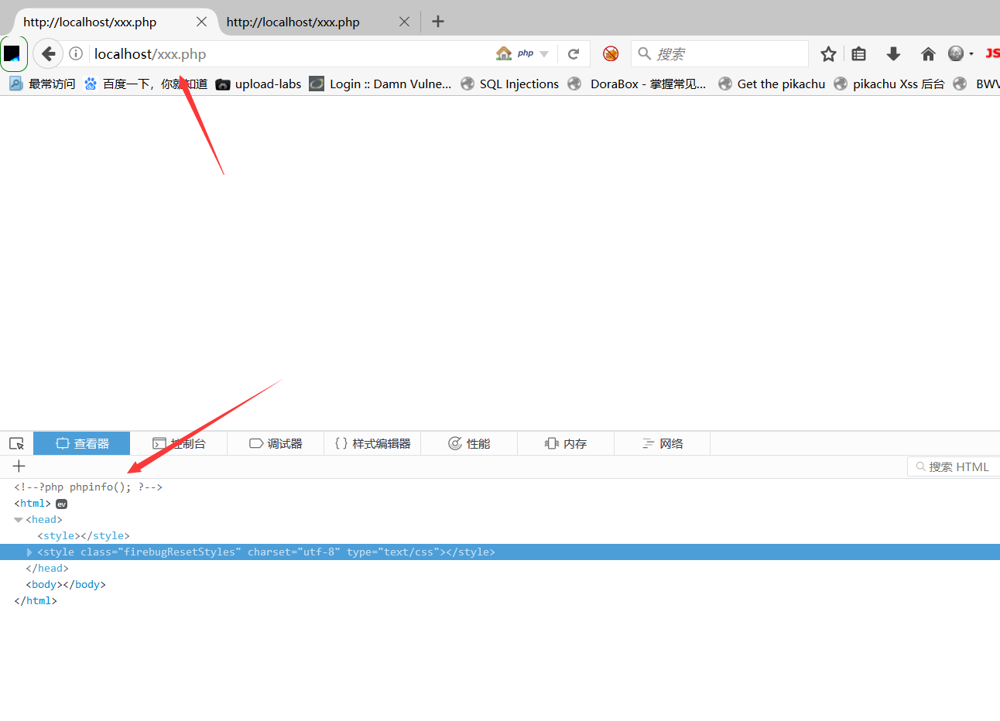 http://localhost/xxx.php http://localhost/xxx.php
localhost/xxx.php php 搜索 JS
最常访问 百度一下，你就知道 upload-labs Login :: Damn Vulne... SQL Injections DoraBox - 掌握常见... Get the pikachu pikachu Xss 后台 BWV
查看器 控制台 调试器 样式编辑器 性能 内存 网络
搜索 HTML
<!--?php phpinfo(); ?-->
<html> ev
<head>
<style></style>
<style class="firebugResetStyles" charset="utf-8" type="text/css"></style>
</head>
<body></body>
</html>